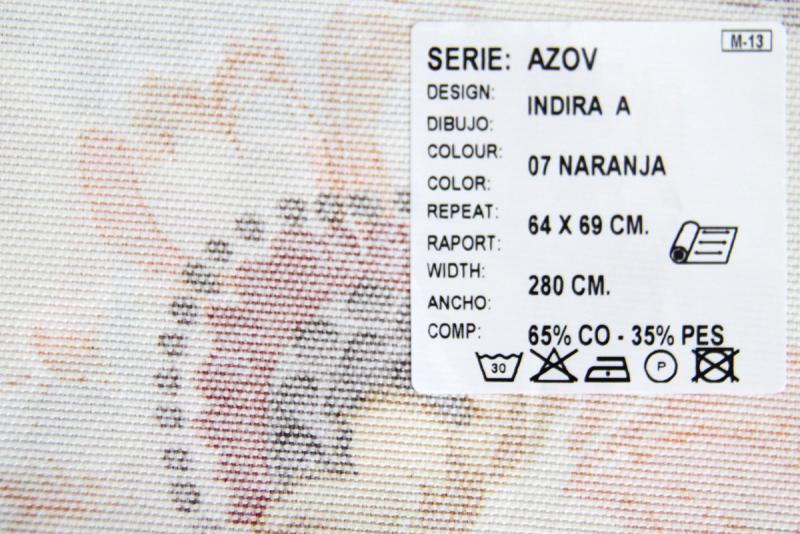 M-13
SERIE: AZOV
DESIGN:
DIBUJO:
INDIRA A
COLOUR:
COLOR:
07 NARANJA
REPEAT:
RAPORT:
64 X 69 CM.
WIDTH:
ANCHO:
280 CM.
COMP: 65% CO - 35% PES
30 P